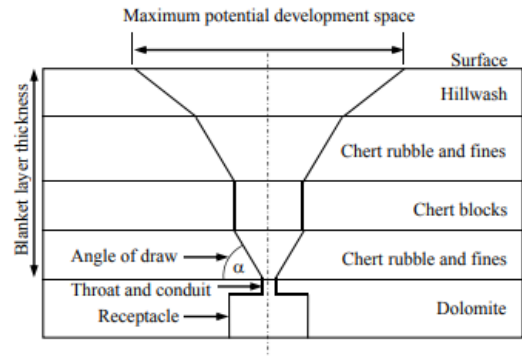 Maximum potential development space
Surface
Hillwash
Blanket layer thickness
Chert rubble and fines
Chert blocks
Angle of draw
α
Chert rubble and fines
Throat and conduit
Receptacle
Dolomite